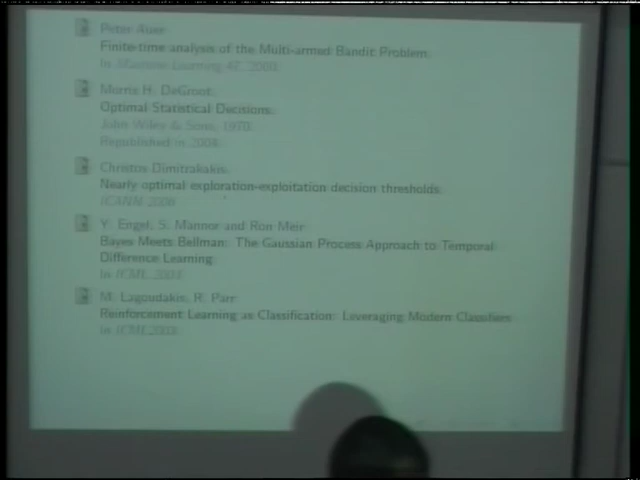 Peter Auer.
Finite-time analysis of the Multi-armed Bandit Problem.
In Machine Learning 47,
Morris H. DeGroot.
Optimal Statistical Decisions.
John Wiley & Sons, 1970.
Republished in
Christos Dimitrakakis.
Nearly optimal exploration-exploitation decision thresholds.
ICANN 2006
Y. Engel, S. Mannor and Ron Meir
Bayes Meets Bellman: The Gaussian Process Approach to Temporal
Difference Learning.
In ICML 2003
M. Lagoudakis, R. Parr
Reinforcement Learning as Classification: Leveraging Modern Classifiers
In ICML 2003.